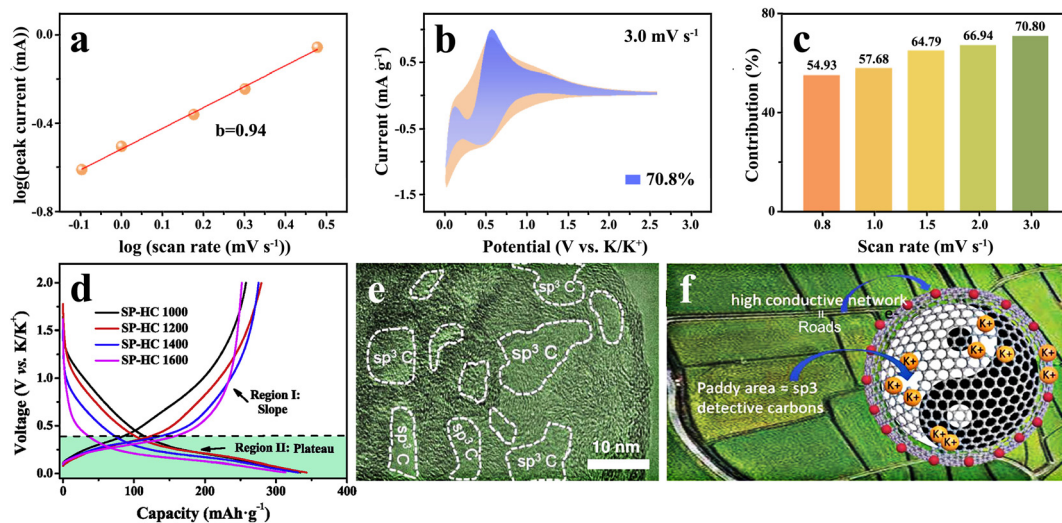 a
log(peak current (mA))
0.0
-0.4
-0.8
b=0.94
-0.1 0.0 0.1 0.2 0.3 0.4 0.5
log (scan rate (mV s⁻¹))
b
Current (mA g⁻¹)
1.0
0.0
-0.5
-1.5
3.0 mV s⁻¹
70.8%
0.0 0.5 1.0 1.5 2.0 2.5 3.0
Potential (V vs. K/K⁺)
c
Contribution (%)
80
60
40
20
0
54.93
57.68
64.79
66.94
70.80
0.8 1.0 1.5 2.0 3.0
Scan rate (mV s⁻¹)
d
Voltage (V vs. K/K⁺)
2.0
1.5
1.0
0.5
0.0
SP-HC 1000
SP-HC 1200
SP-HC 1400
SP-HC 1600
Region I:
Slope
Region II: Plateau
0 100 200 300 400
Capacity (mAh·g⁻¹)
e
sp³ C
sp³ C
sp³ C
sp³ C
sp³ C
sp³ C
10 nm
f
high conductive network
=
Roads
e
Paddy area = sp3
detective carbons
K+
K+
K+
K+
K+
K+
K+
K+
K+
K+
K+